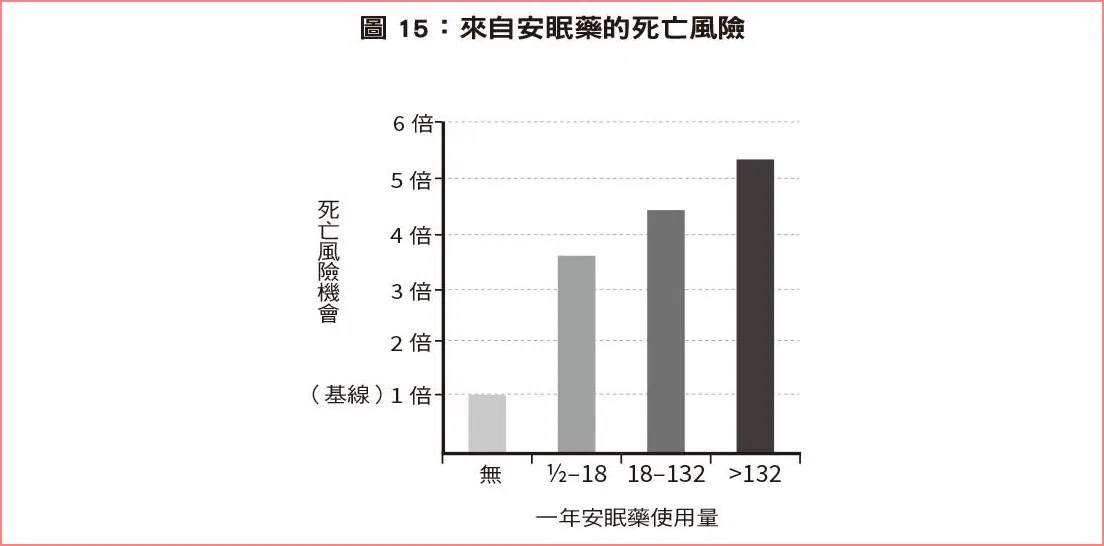 圖 15：來自安眠藥的死亡風險
死亡風險機會
6 倍
5 倍
4 倍
3 倍
2 倍
（基線）1 倍
無
½–18
18–132
>132
一年安眠藥使用量